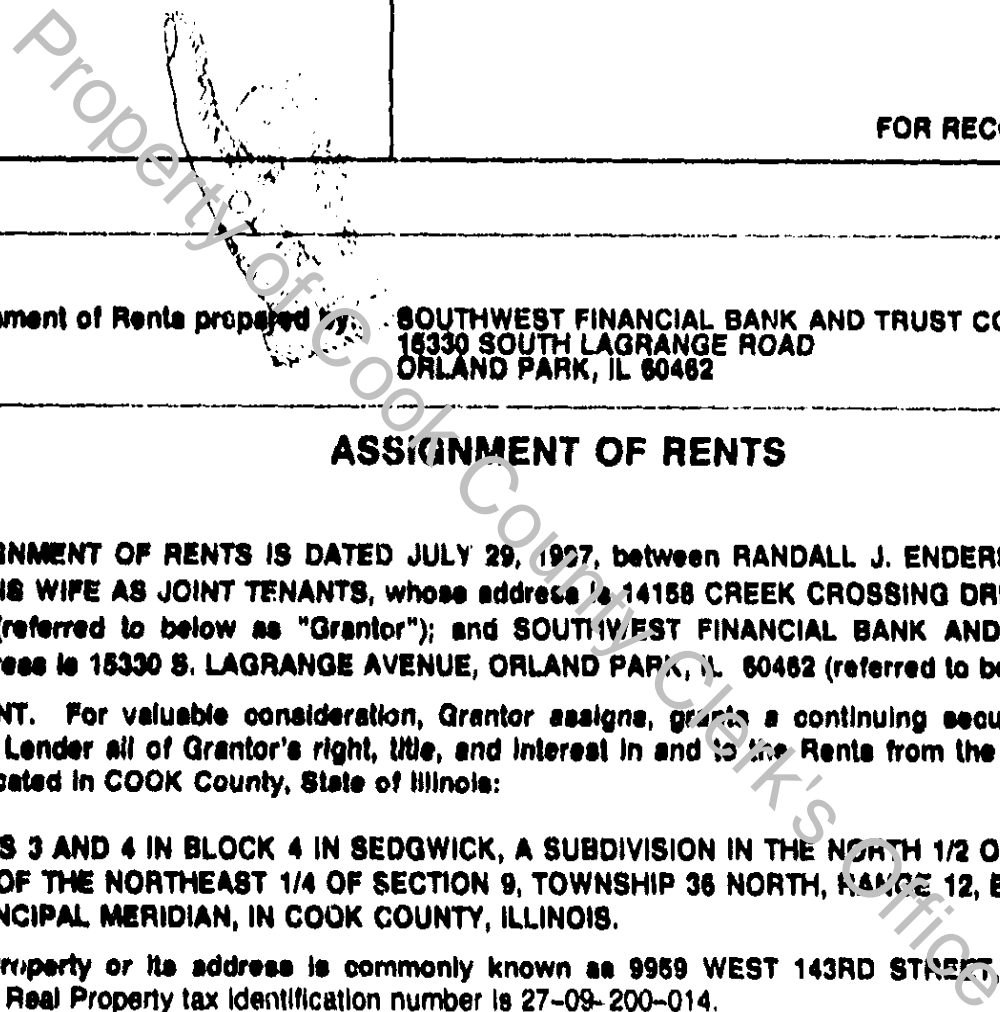 FOR REC
ment of Rents prepared by: SOUTHWEST FINANCIAL BANK AND TRUST CO
15330 SOUTH LAGRANGE ROAD
ORLAND PARK, IL 60462
ASSIGNMENT OF RENTS
NMENT OF RENTS IS DATED JULY 29, 1997, between RANDALL J. ENDERS
IS WIFE AS JOINT TENANTS, whose address is 14158 CREEK CROSSING DR
(referred to below as "Grantor"); and SOUTHWEST FINANCIAL BANK AND
ress is 15330 S. LAGRANGE AVENUE, ORLAND PARK, IL 60462 (referred to be
NT. For valuable consideration, Grantor assigns, grants a continuing secu
Lender all of Grantor's right, title, and interest in and to the Rents from the
cated in COOK County, State of Illinois:
S 3 AND 4 IN BLOCK 4 IN SEDGWICK, A SUBDIVISION IN THE NORTH 1/2 O
OF THE NORTHEAST 1/4 OF SECTION 9, TOWNSHIP 36 NORTH, RANGE 12, E
NCIPAL MERIDIAN, IN COOK COUNTY, ILLINOIS.
roperty or its address is commonly known as 9959 WEST 143RD STREET,
Real Property tax identification number is 27-09-200-014.
Property of Cook County Clerk's Office